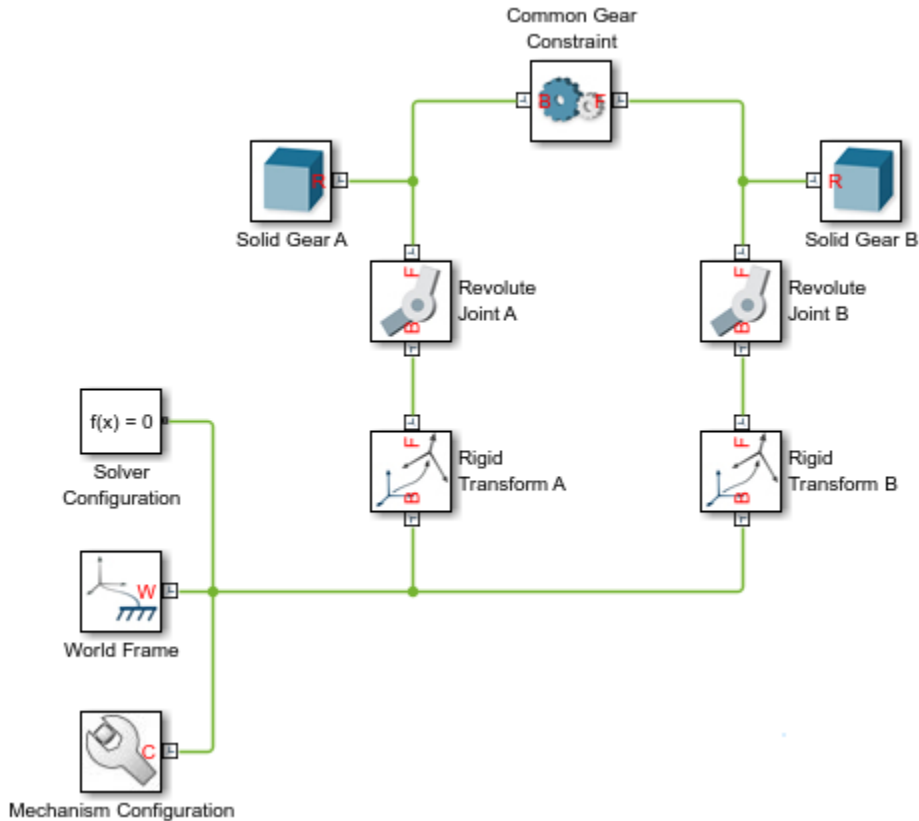 Common Gear
Constraint
B
F
R
Solid Gear A
R
Solid Gear B
F
B
Revolute
Joint A
F
B
Revolute
Joint B
f(x) = 0
Solver
Configuration
F
B
Rigid
Transform A
F
B
Rigid
Transform B
W
World Frame
C
Mechanism Configuration